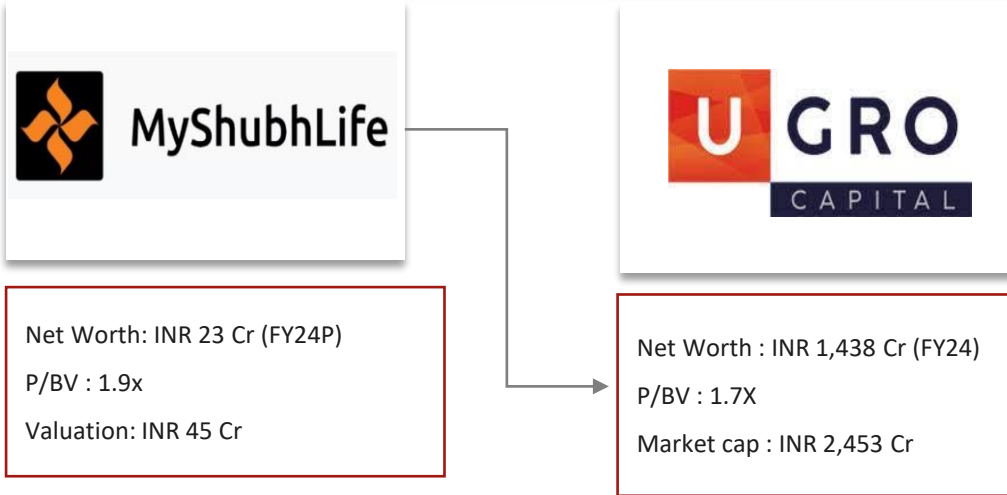 MyShubhLife
Net Worth: INR 23 Cr (FY24P)
P/BV : 1.9x
Valuation: INR 45 Cr
U GRO
CAPITAL
Net Worth : INR 1,438 Cr (FY24)
P/BV : 1.7X
Market cap : INR 2,453 Cr